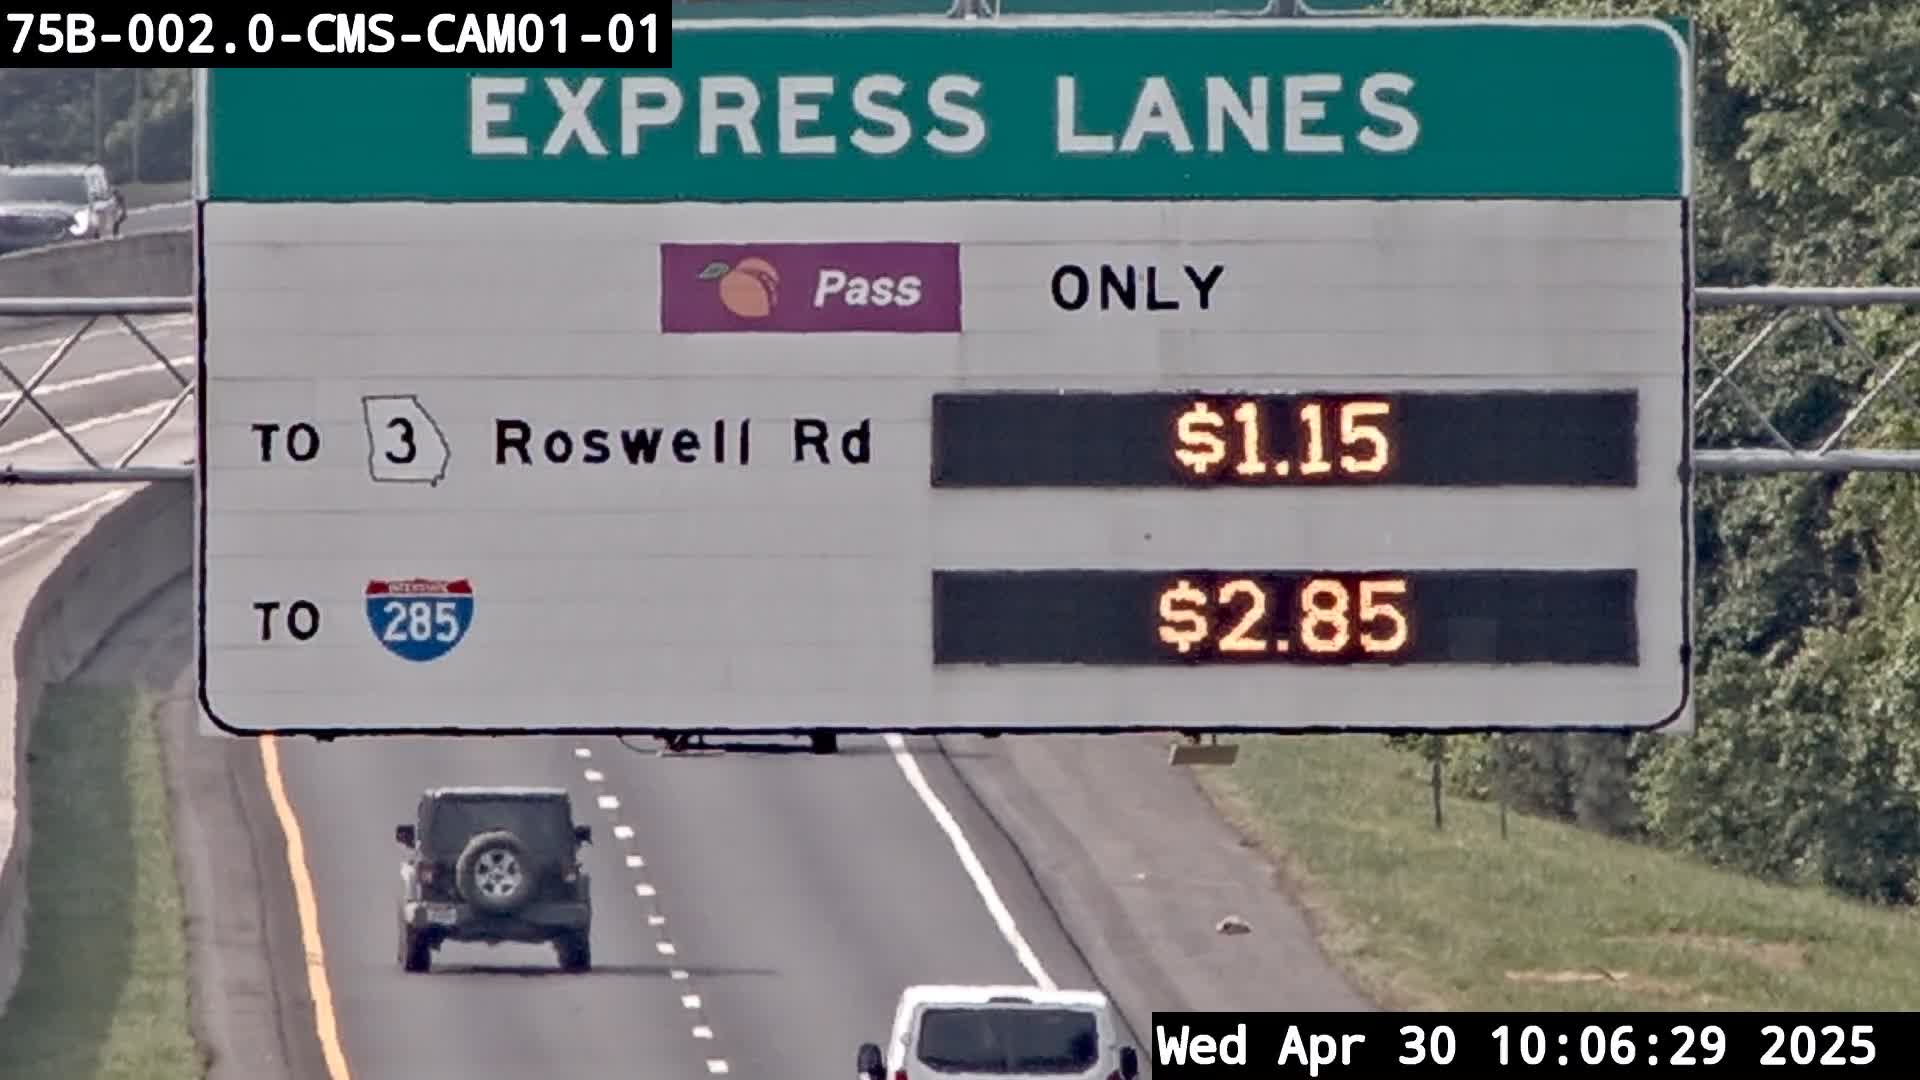 75B-002.0-CMS-CAM01-01
EXPRESS LANES
Pass ONLY
TO 3 Roswell Rd $1.15
INTERSTATE
TO 285 $2.85
Wed Apr 30 10:06:29 2025